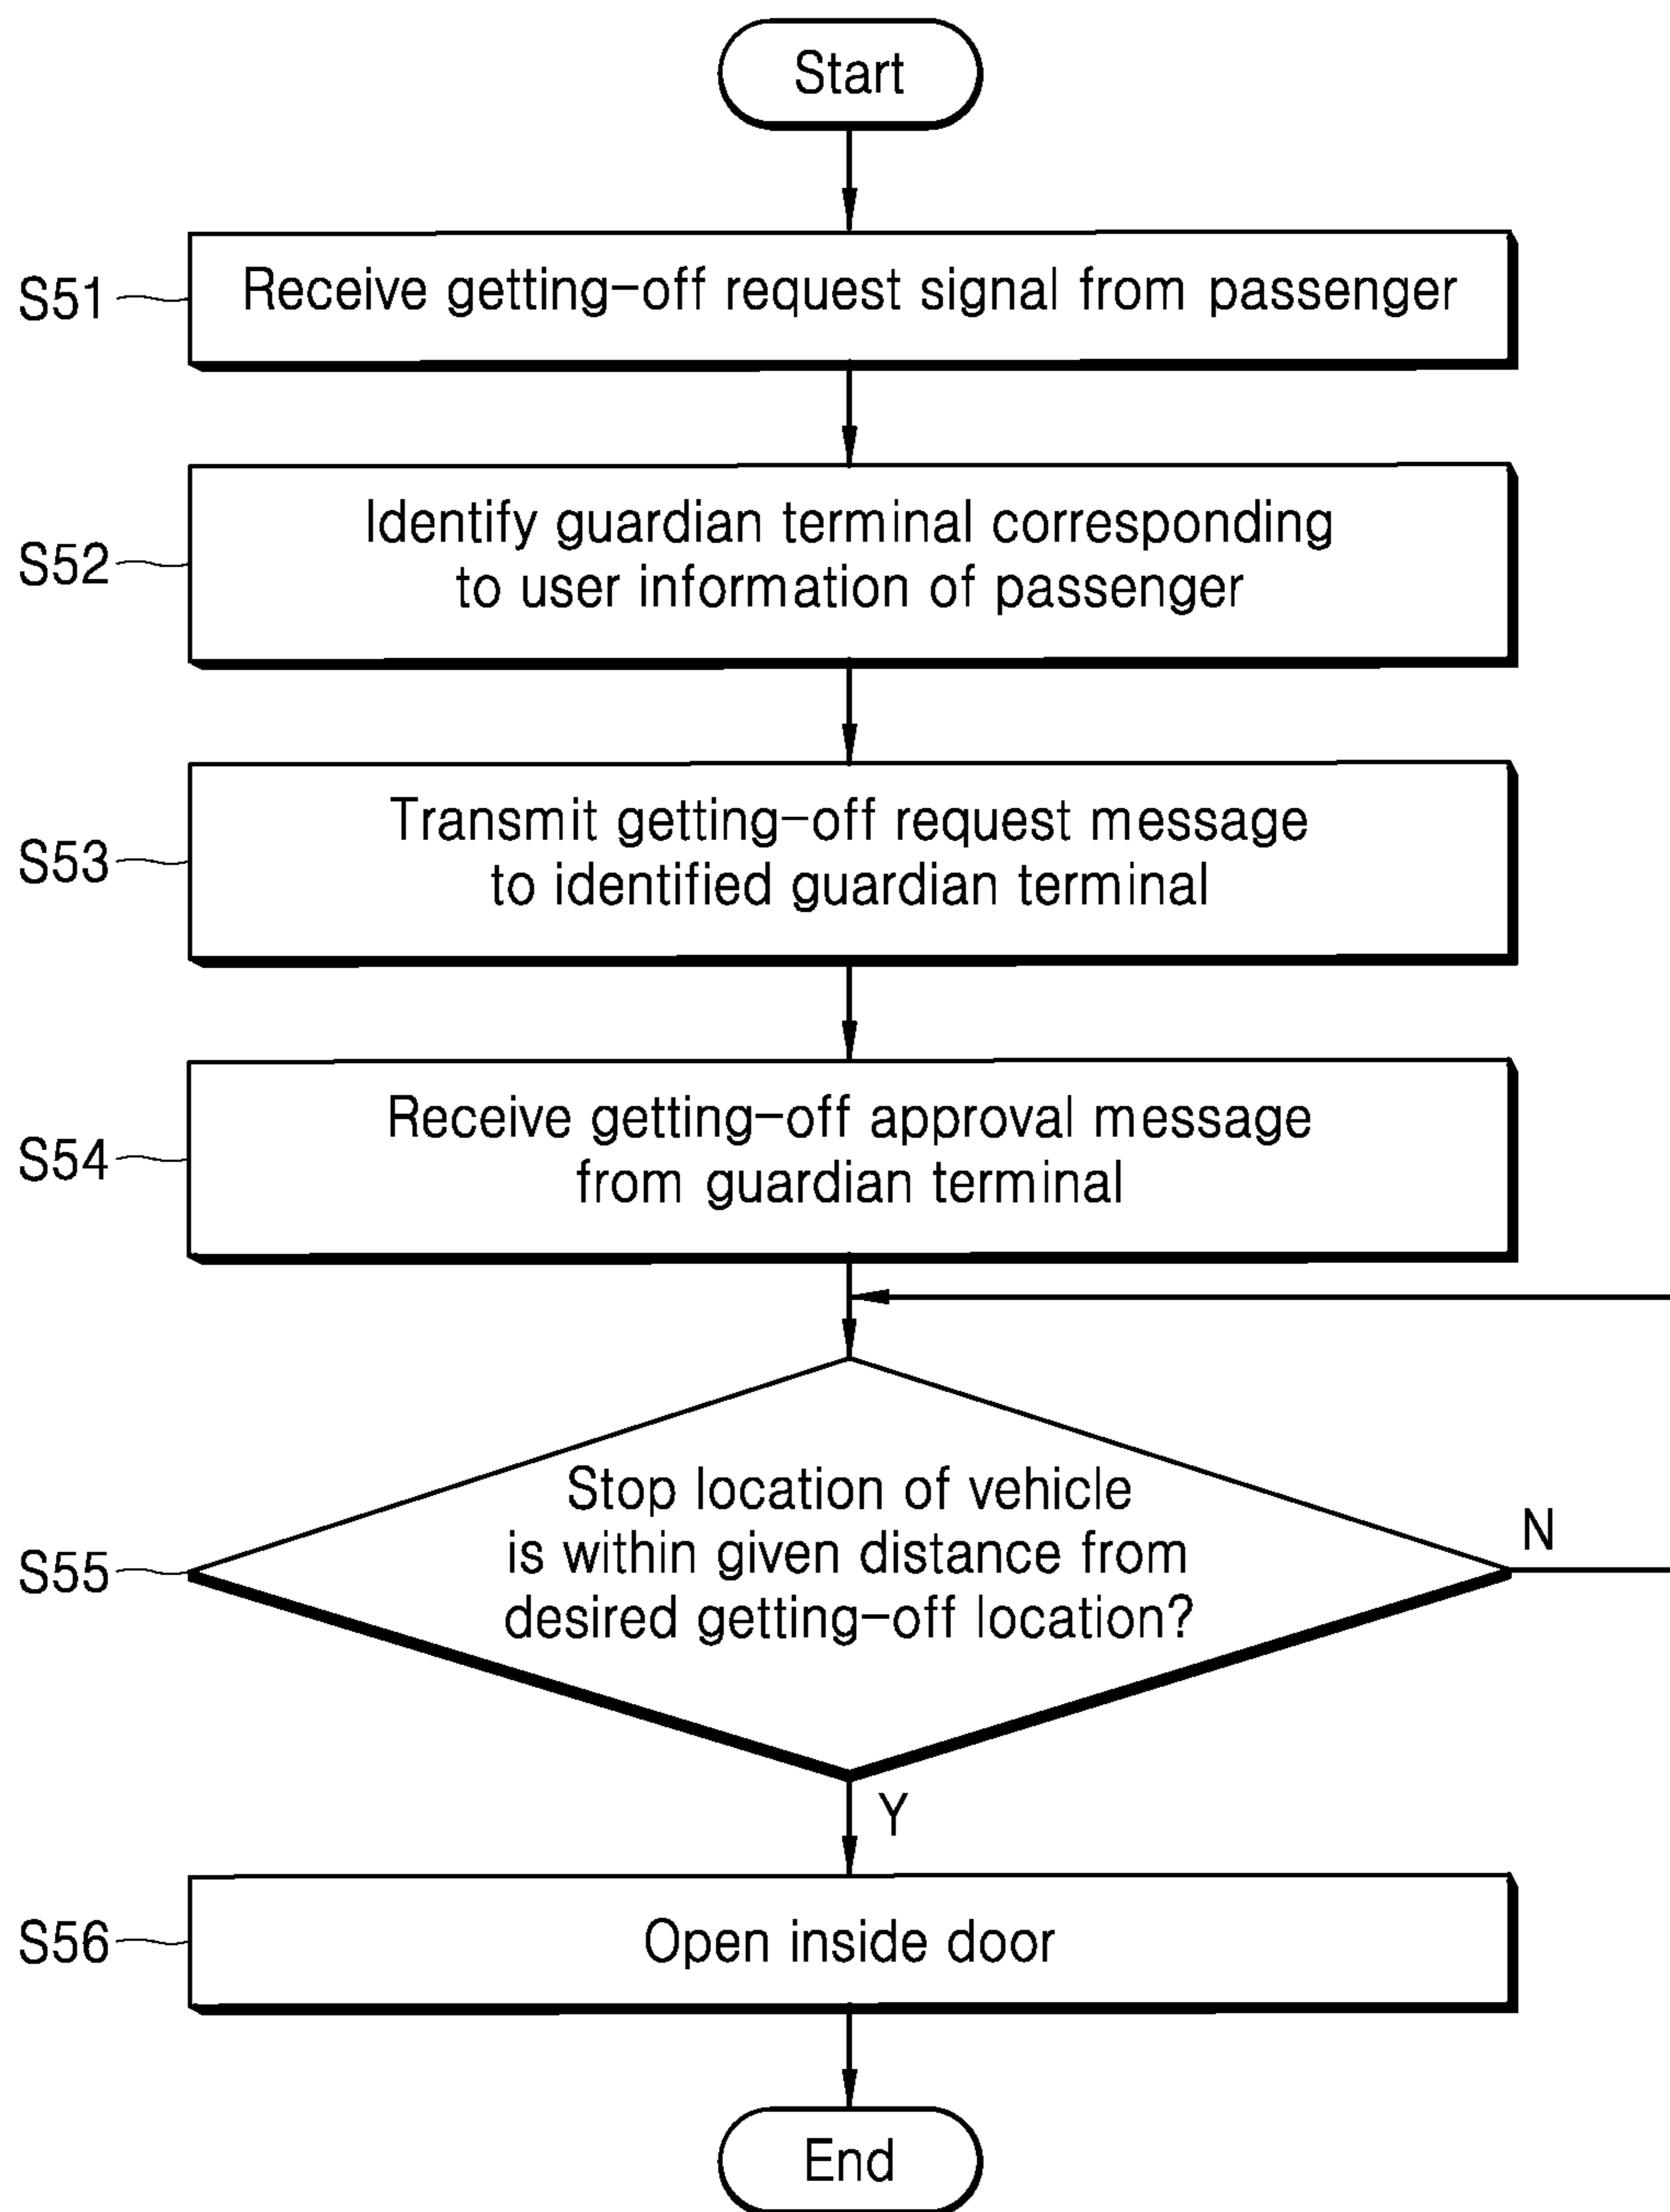 Start
S51
Receive getting-off request signal from passenger
S52
Identify guardian terminal corresponding
to user information of passenger
S53
Transmit getting-off request message
to identified guardian terminal
S54
Receive getting-off approval message
from guardian terminal
S55
Stop location of vehicle
is within given distance from
desired getting-off location?
N
Y
S56
Open inside door
End